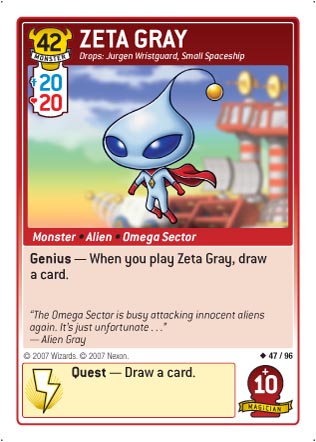 42
MONSTER
ZETA GRAY
Drops: Jurgen Wristguard, Small Spaceship
20
20
Monster • Alien • Omega Sector
Genius — When you play Zeta Gray, draw
a card.
"The Omega Sector is busy attacking innocent aliens
again. It's just unfortunate . . ."
— Alien Gray
© 2007 Wizards. © 2007 Nexon.
◆ 47 / 96
Quest — Draw a card.
+
10
MAGICIAN